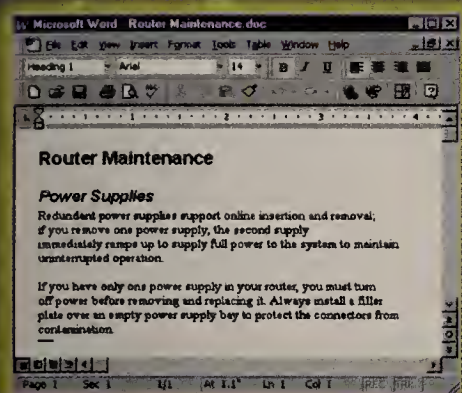 Microsoft Word Router Maintenance.doc
File Edit View Insert Format Tools Table Window Help
Heading 1 Arial 14 B I U
1 2 3 4
Router Maintenance
Power Supplies
Redundant power supplies support online insertion and removal;
if you remove one power supply, the second supply
immediately ramps up to supply full power to the system to maintain
uninterrupted operation.
If you have only one power supply in your router, you must turn
off power before removing and replacing it. Always install a filler
plate over an empty power supply bay to protect the connectors from
contamination.
Page 1 Sec 1 1/1 At 1.1" Ln 1 Col 1 REC